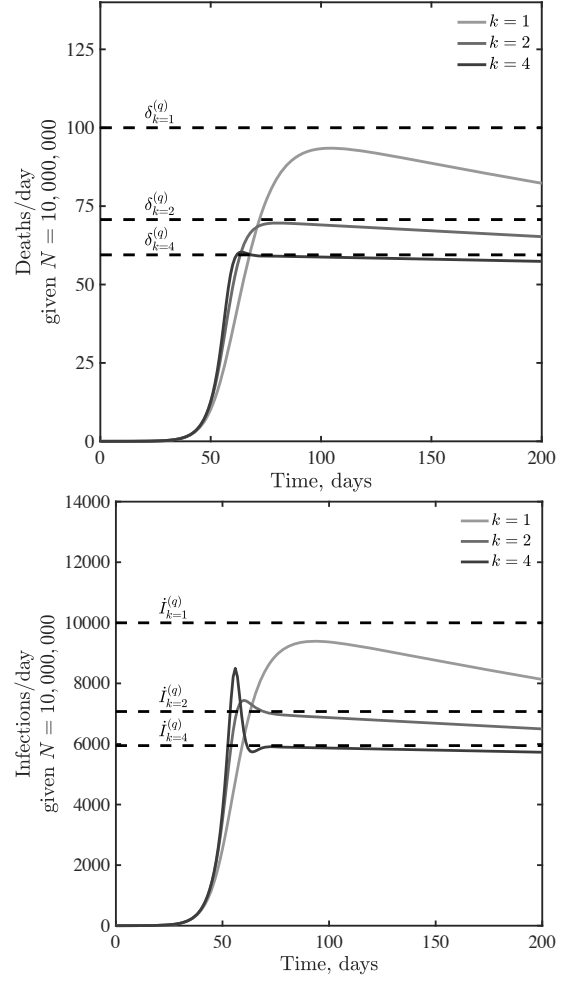 125
100
75
50
25
0
Deaths/day
given N = 10,000,000
k = 1
k = 2
k = 4
δ_{k=1}^{(q)}
δ_{k=2}^{(q)}
δ_{k=4}^{(q)}
0 50 100 150 200
Time, days
14000
12000
10000
8000
6000
4000
2000
0
Infections/day
given N = 10,000,000
k = 1
k = 2
k = 4
İ_{k=1}^{(q)}
İ_{k=2}^{(q)}
İ_{k=4}^{(q)}
0 50 100 150 200
Time, days